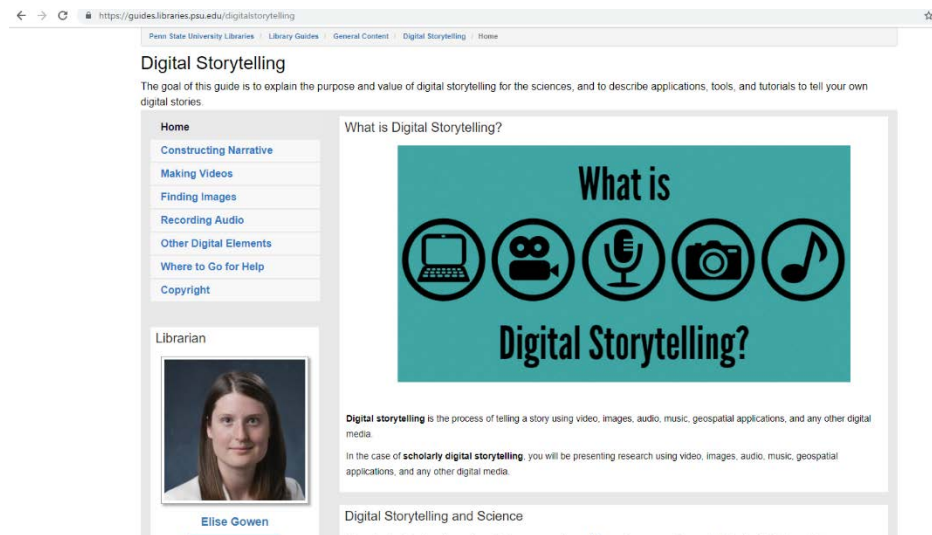 https://guides.libraries.psu.edu/digitalstorytelling
Penn State University Libraries / Library Guides / General Content / Digital Storytelling / Home
Digital Storytelling
The goal of this guide is to explain the purpose and value of digital storytelling for the sciences, and to describe applications, tools, and tutorials to tell your own
digital stories.
Home
Constructing Narrative
Making Videos
Finding Images
Recording Audio
Other Digital Elements
Where to Go for Help
Copyright
Librarian
Elise Gowen
What is Digital Storytelling?
What is
Digital Storytelling?
Digital storytelling is the process of telling a story using video, images, audio, music, geospatial applications, and any other digital
media.
In the case of scholarly digital storytelling, you will be presenting research using video, images, audio, music, geospatial
applications, and any other digital media.
Digital Storytelling and Science